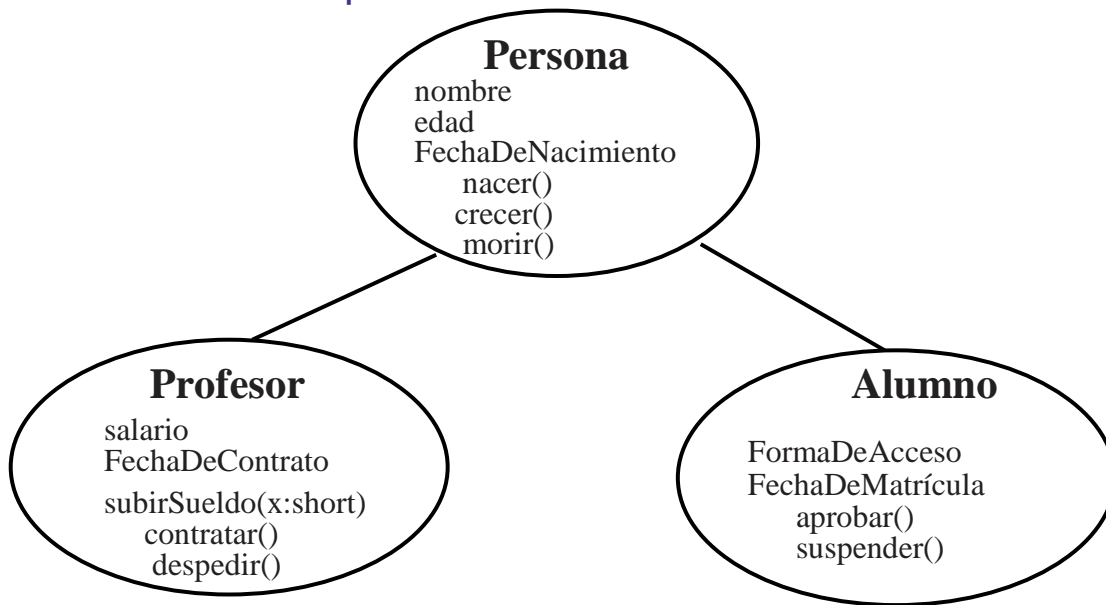 Persona
nombre
edad
FechaDeNacimiento
nacer()
crecer()
morir()
Profesor
salario
FechaDeContrato
subirSueldo(x:short)
contratar()
despedir()
Alumno
FormaDeAcceso
FechaDeMatrícula
aprobar()
suspender()